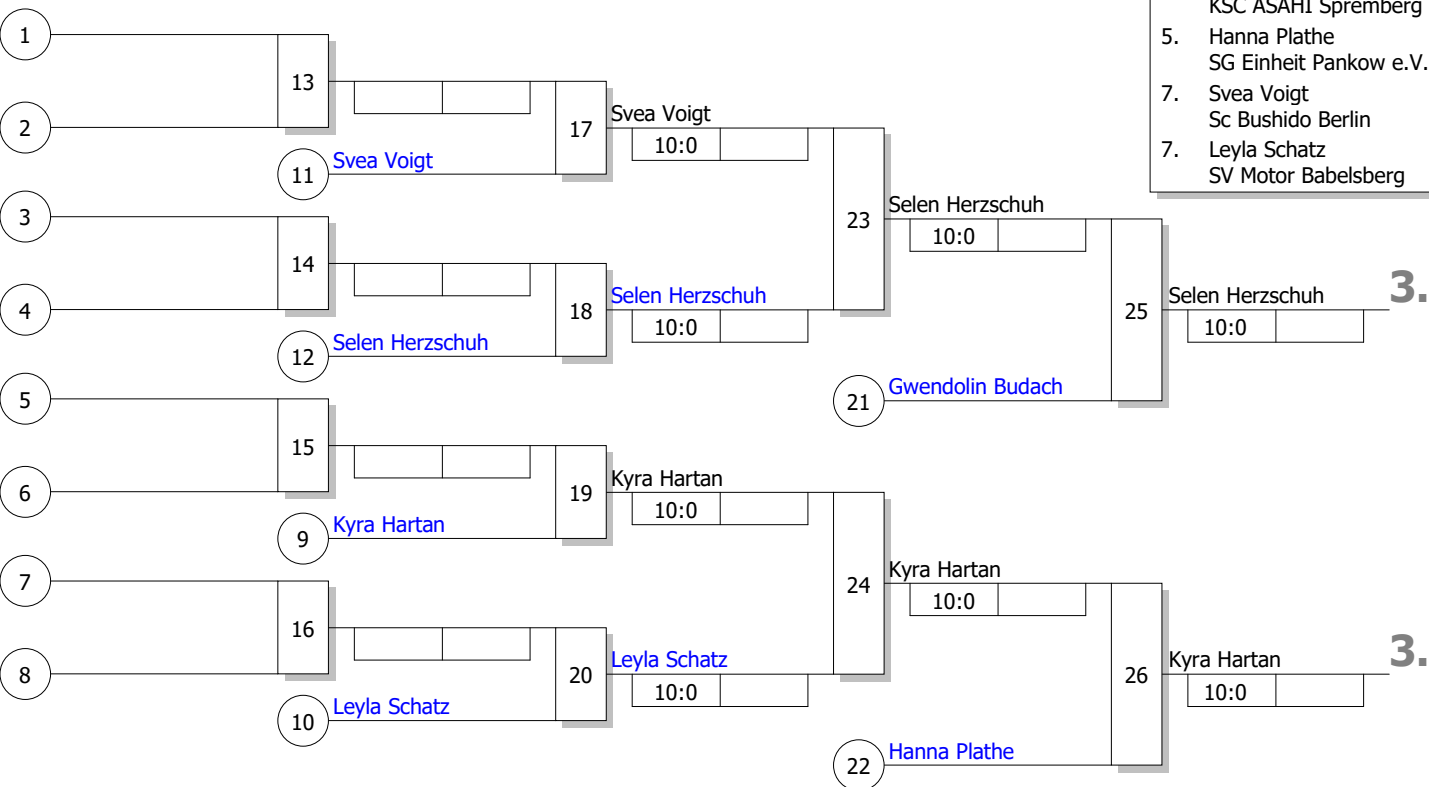 KSC ASAHI Spremberg
5. Hanna Plathe
SG Einheit Pankow e.V.
7. Svea Voigt
Sc Bushido Berlin
7. Leyla Schatz
SV Motor Babelsberg
1
13
2
17
Svea Voigt
10:0
11
Svea Voigt
3
14
4
18
Selen Herzschuh
10:0
12
Selen Herzschuh
23
Selen Herzschuh
10:0
25
Selen Herzschuh
3.
10:0
21
Gwendolin Budach
5
15
6
19
Kyra Hartan
10:0
9
Kyra Hartan
7
16
8
20
Leyla Schatz
10:0
10
Leyla Schatz
24
Kyra Hartan
10:0
26
Kyra Hartan
3.
10:0
22
Hanna Plathe